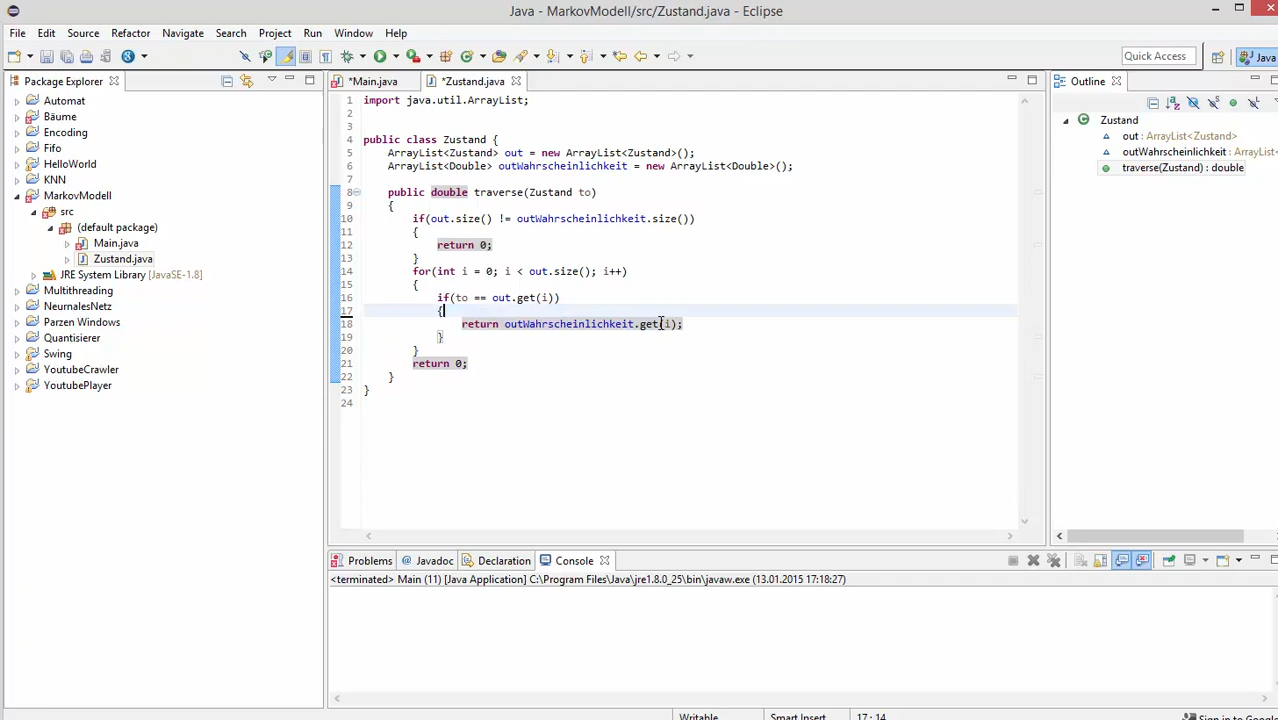 Java - MarkovModell/src/Zustand.java - Eclipse
File Edit Source Refactor Navigate Search Project Run Window Help
Quick Access
Java
Package Explorer
*Main.java
*Zustand.java
Outline
Automat
Bäume
Encoding
Fifo
HelloWorld
KNN
MarkovModell
src
(default package)
Main.java
Zustand.java
JRE System Library [JavaSE-1.8]
Multithreading
NeurnalesNetz
Parzen Windows
Quantisierer
Swing
YoutubeCrawler
YoutubePlayer
1 import java.util.ArrayList;
2
3
4 public class Zustand {
5 ArrayList<Zustand> out = new ArrayList<Zustand>();
6 ArrayList<Double> outWahrscheinlichkeit = new ArrayList<Double>();
7
8 public double traverse(Zustand to)
9 {
10 if(out.size() != outWahrscheinlichkeit.size())
11 {
12 return 0;
13 }
14 for(int i = 0; i < out.size(); i++)
15 {
16 if(to == out.get(i))
17 {
18 return outWahrscheinlichkeit.get(i);
19 }
20 }
21 return 0;
22 }
23 }
24
Zustand
out : ArrayList<Zustand>
outWahrscheinlichkeit : ArrayList<
traverse(Zustand) : double
Problems @ Javadoc Declaration Console
<terminated> Main (11) [Java Application] C:\Program Files\Java\jre1.8.0_25\bin\javaw.exe (13.01.2015 17:18:27)
Writable Smart Insert 17 : 14 Sign in to Google